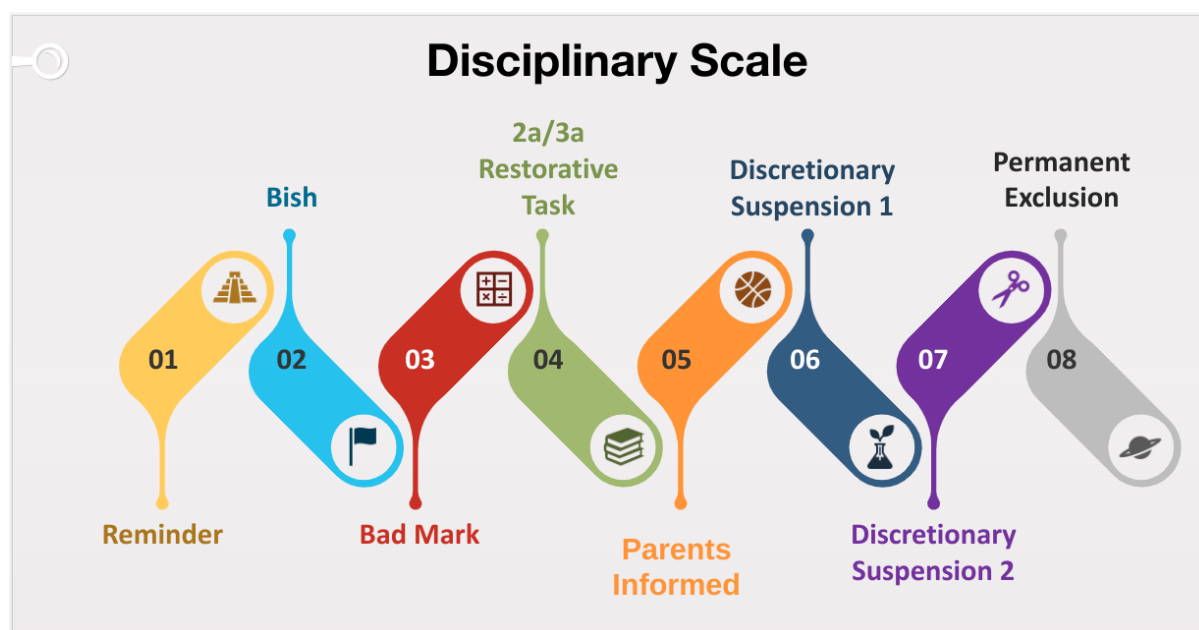 Disciplinary Scale
01
Reminder
02
Bish
03
Bad Mark
04
2a/3a
Restorative
Task
05
Parents
Informed
06
Discretionary
Suspension 1
07
Discretionary
Suspension 2
08
Permanent
Exclusion